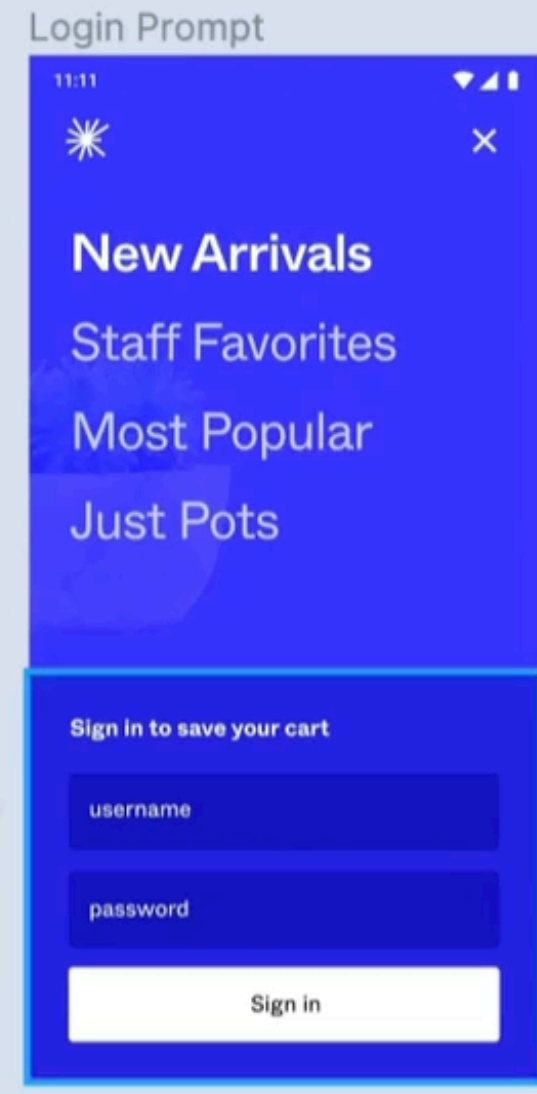 Login Prompt
11:11
New Arrivals
Staff Favorites
Most Popular
Just Pots
Sign in to save your cart
username
password
Sign in